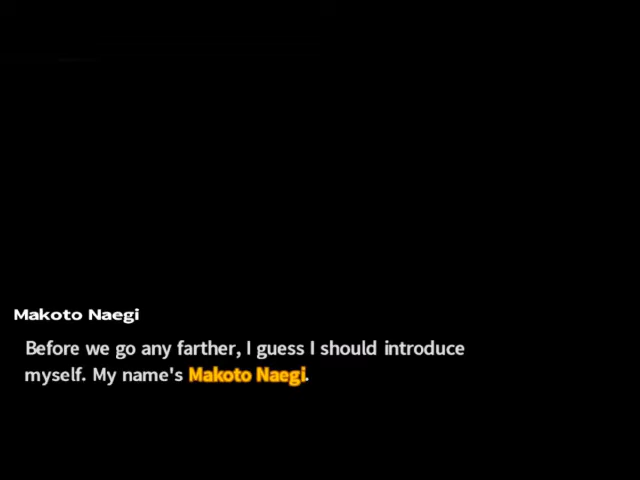 Makoto Naegi
Before we go any farther, I guess I should introduce
myself. My name's Makoto Naegi.